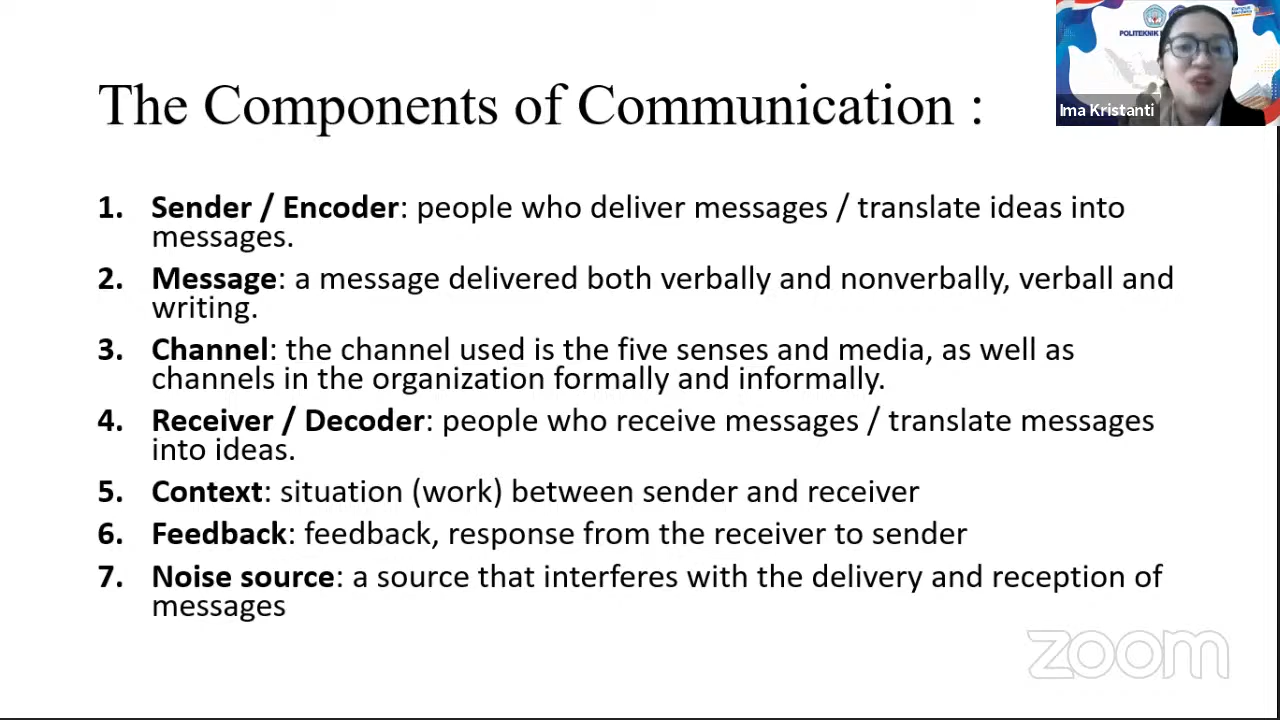 The Components of Communication :
POLITEKNIK
Ima Kristanti
1. Sender / Encoder: people who deliver messages / translate ideas into
messages.
2. Message: a message delivered both verbally and nonverbally, verball and
writing.
3. Channel: the channel used is the five senses and media, as well as
channels in the organization formally and informally.
4. Receiver / Decoder: people who receive messages / translate messages
into ideas.
5. Context: situation (work) between sender and receiver
6. Feedback: feedback, response from the receiver to sender
7. Noise source: a source that interferes with the delivery and reception of
messages
zoom